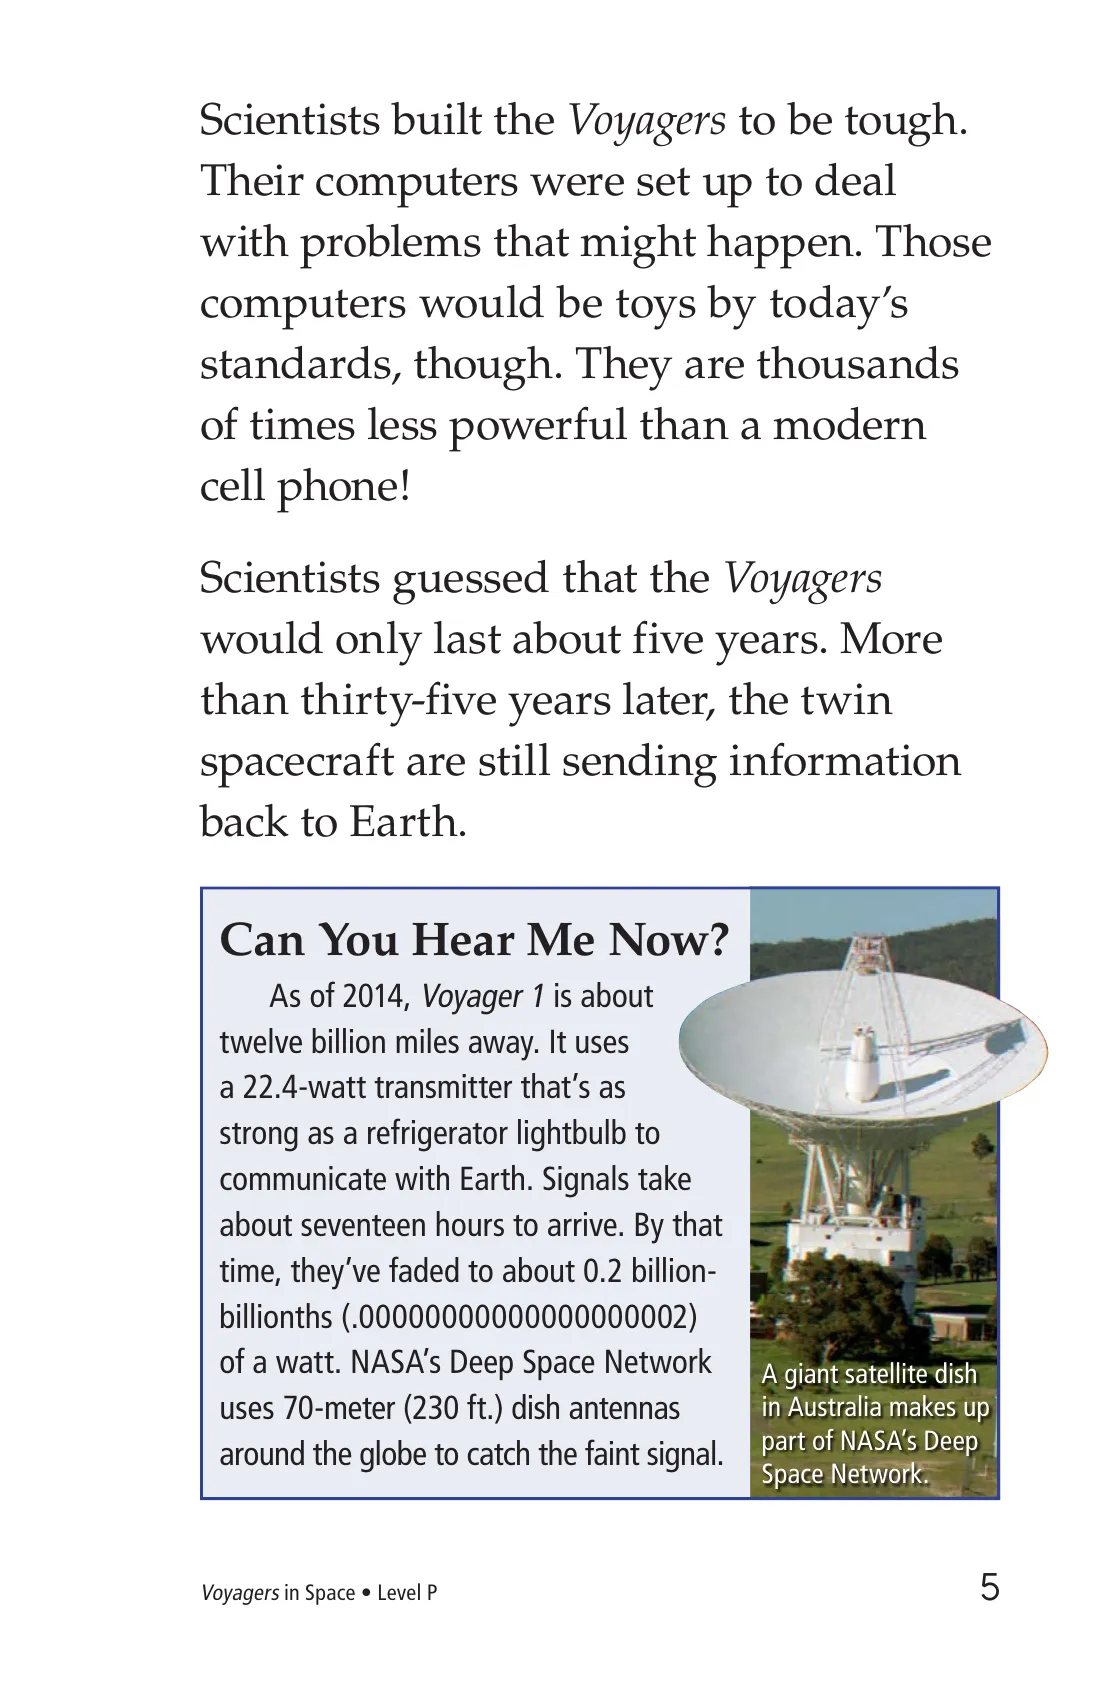 Scientists built the Voyagers to be tough.
Their computers were set up to deal
with problems that might happen. Those
computers would be toys by today’s
standards, though. They are thousands
of times less powerful than a modern
cell phone!
Scientists guessed that the Voyagers
would only last about five years. More
than thirty-five years later, the twin
spacecraft are still sending information
back to Earth.
Can You Hear Me Now?
As of 2014, Voyager 1 is about
twelve billion miles away. It uses
a 22.4-watt transmitter that’s as
strong as a refrigerator lightbulb to
communicate with Earth. Signals take
about seventeen hours to arrive. By that
time, they’ve faded to about 0.2 billion-
billionths (.0000000000000000002)
of a watt. NASA’s Deep Space Network
uses 70-meter (230 ft.) dish antennas
around the globe to catch the faint signal.
A giant satellite dish
in Australia makes up
part of NASA’s Deep
Space Network.
Voyagers in Space • Level P
5